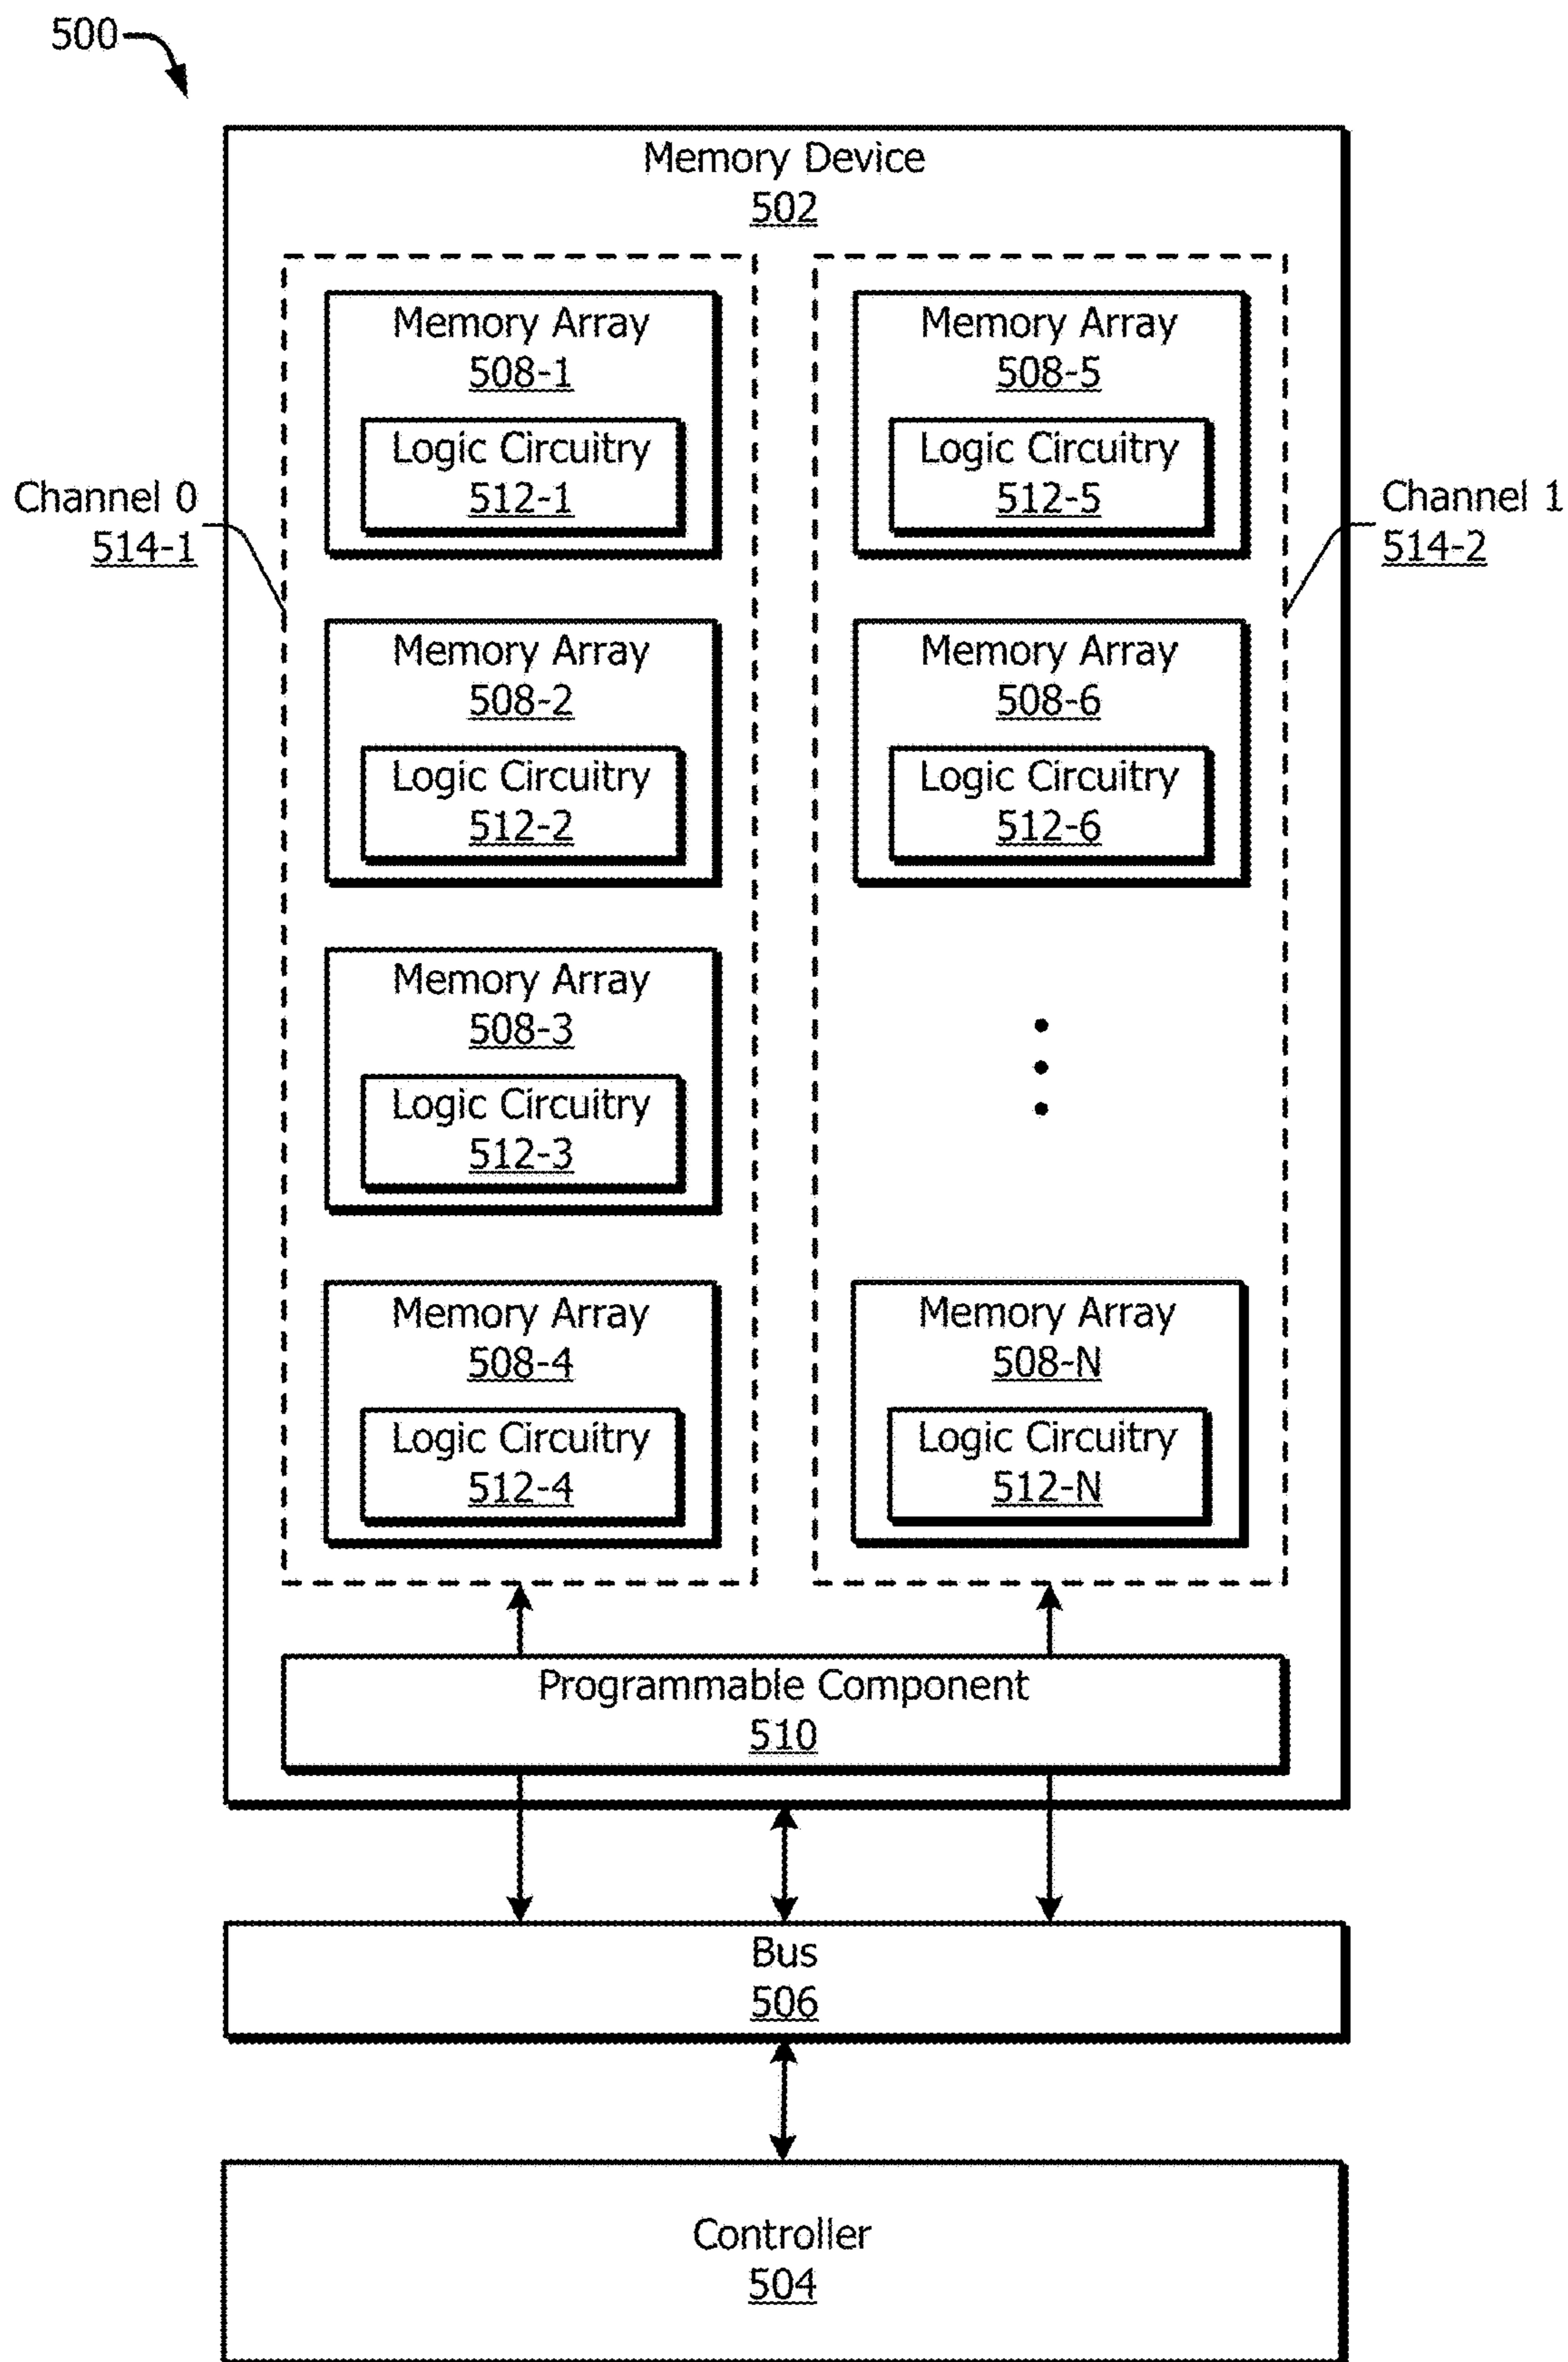 500
Memory Device
502
Memory Array
508-1
Logic Circuitry
512-1
Memory Array
508-5
Logic Circuitry
512-5
Channel 0
514-1
Channel 1
514-2
Memory Array
508-2
Logic Circuitry
512-2
Memory Array
508-6
Logic Circuitry
512-6
Memory Array
508-3
Logic Circuitry
512-3
Memory Array
508-4
Logic Circuitry
512-4
Memory Array
508-N
Logic Circuitry
512-N
Programmable Component
510
Bus
506
Controller
504